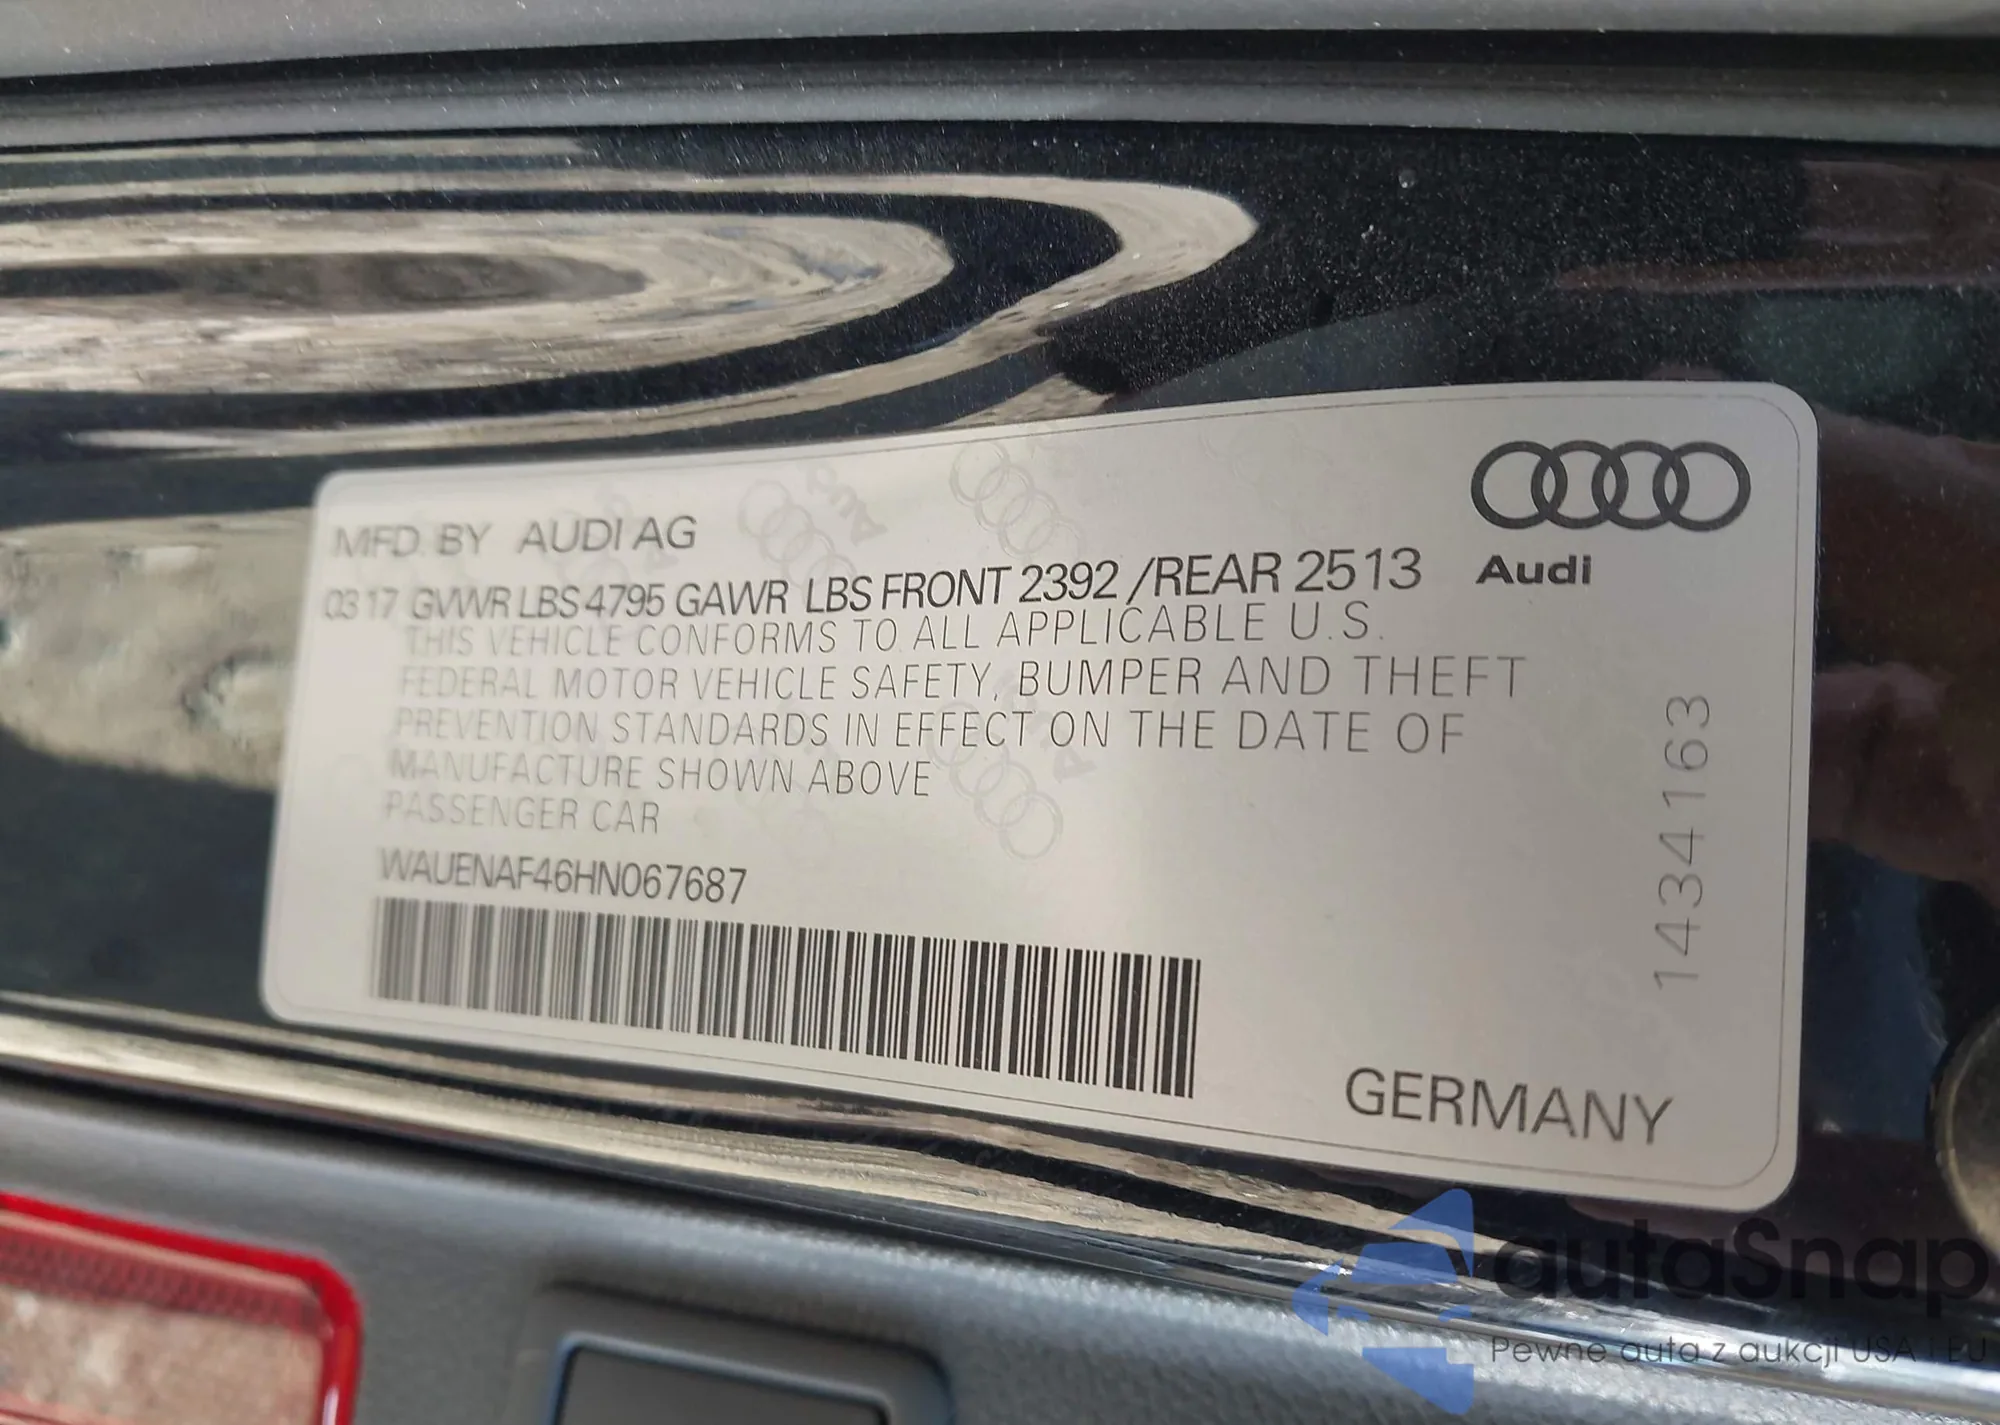 MFD. BY AUDI AG
03 17 GVWR LBS 4795 GAWR LBS FRONT 2392 /REAR 2513
THIS VEHICLE CONFORMS TO ALL APPLICABLE U.S.
FEDERAL MOTOR VEHICLE SAFETY, BUMPER AND THEFT
PREVENTION STANDARDS IN EFFECT ON THE DATE OF
MANUFACTURE SHOWN ABOVE
PASSENGER CAR
WAUENAF46HN067687
Audi
1434163
GERMANY
autaSnap
Pewne auta z aukcji USA i EU